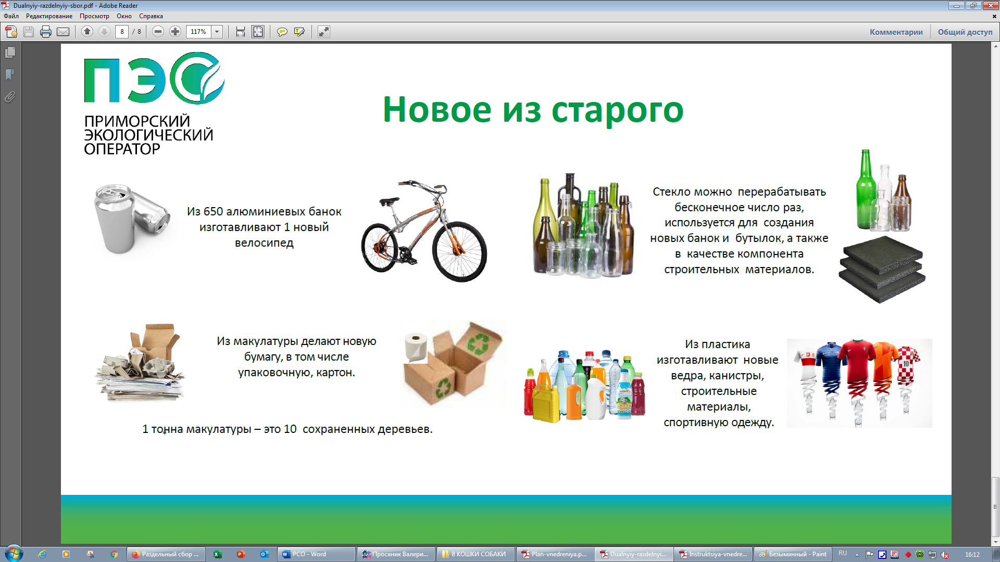 Dualnyiy-razdelnyiy-sbor.pdf - Adobe Reader
Файл Редактирование Просмотр Окно Справка
8 / 8 117% Комментарии Общий доступ
ПЭО
ПРИМОРСКИЙ
ЭКОЛОГИЧЕСКИЙ
ОПЕРАТОР
Новое из старого
Из 650 алюминиевых банок
изготавливают 1 новый
велосипед
Стекло можно перерабатывать
бесконечное число раз,
используется для создания
новых банок и бутылок, а также
в качестве компонента
строительных материалов.
Из макулатуры делают новую
бумагу, в том числе
упаковочную, картон.
1 тонна макулатуры – это 10 сохраненных деревьев.
Из пластика
изготавливают новые
ведра, канистры,
строительные
материалы,
спортивную одежду.
10
Раздельный сбор ... РСО - Word Просяник Валери... 8 КОШКИ СОБАКИ Plan-vnedreniya.p... Dualnyiy-razdelnyi... Instruktsiya-vnedre... Безымянный - Paint RU 16:12